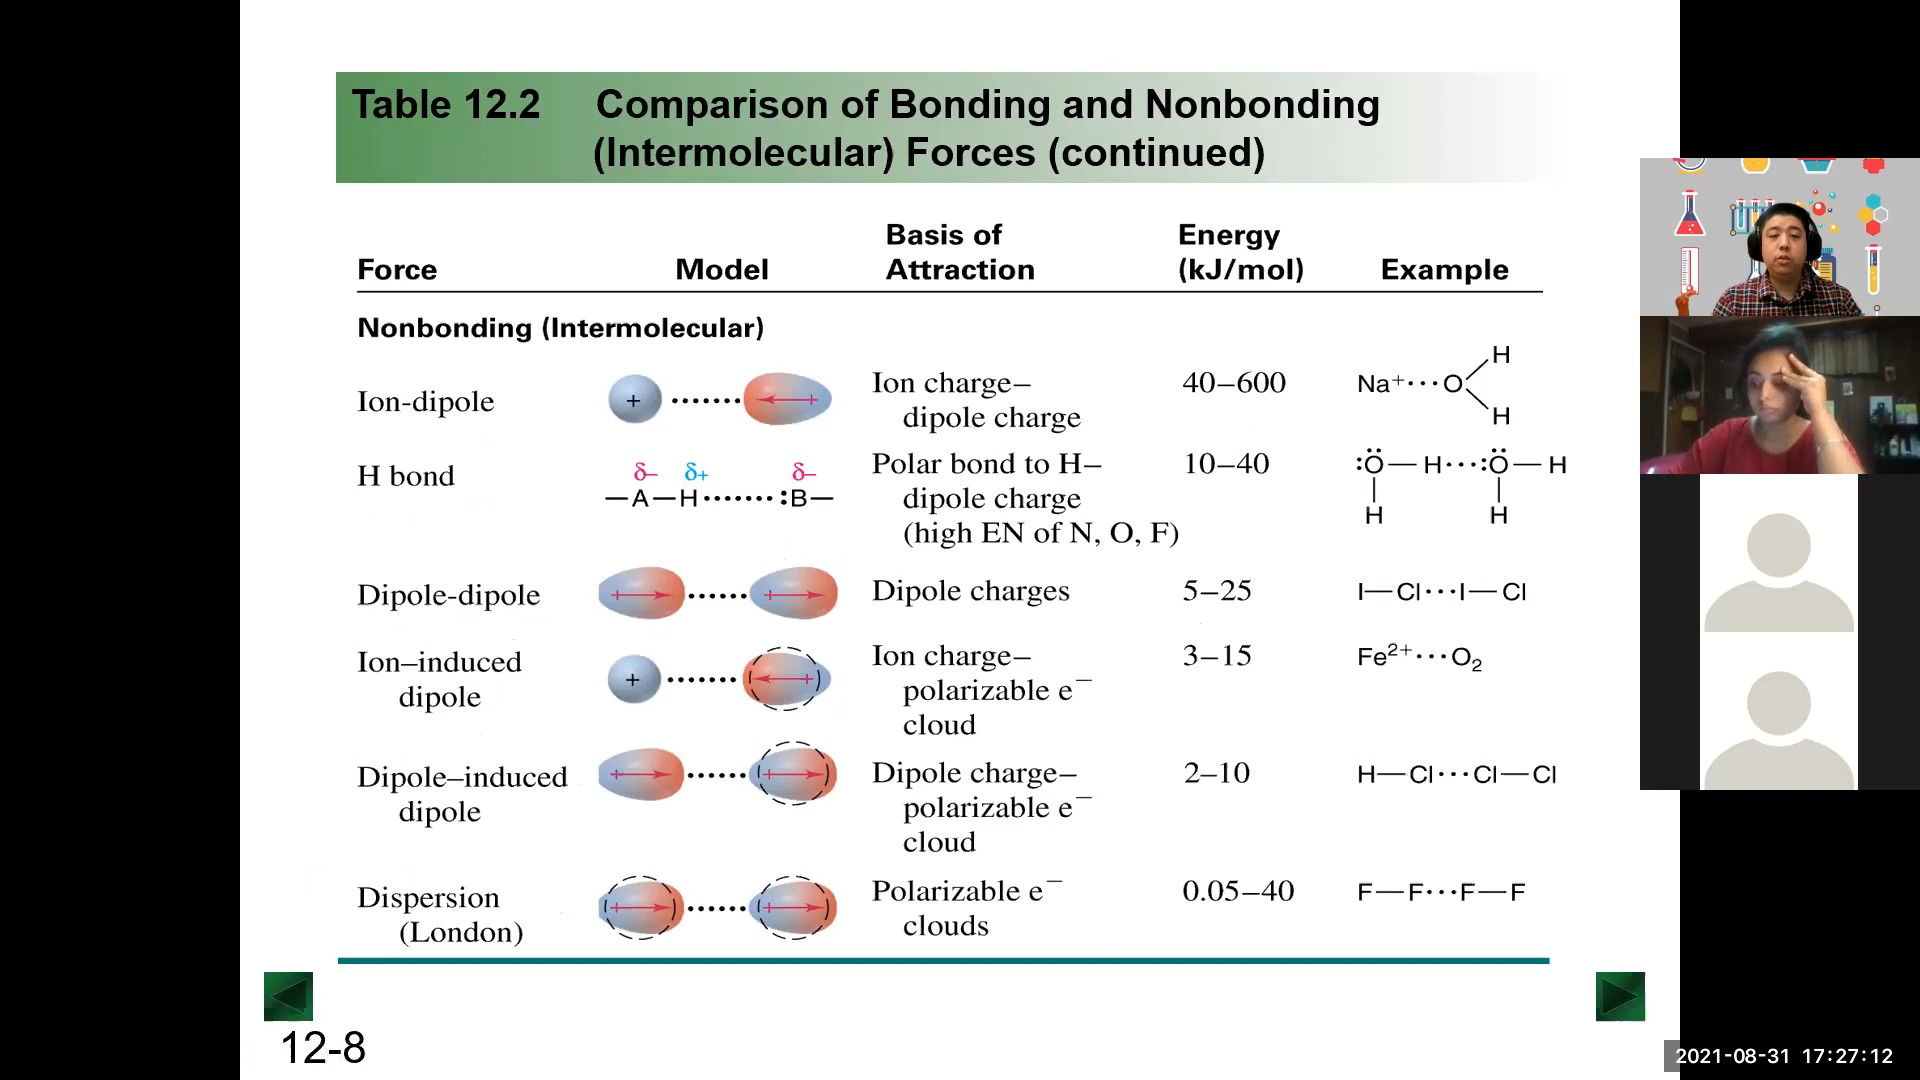 Table 12.2 Comparison of Bonding and Nonbonding
(Intermolecular) Forces (continued)
Force Model Basis of Attraction Energy (kJ/mol) Example
Nonbonding (Intermolecular)
Ion-dipole
+
Ion charge–
dipole charge
40–600
Na⁺···O
H
H
H bond
δ– δ+ δ–
—A—H·······:B—
Polar bond to H–
dipole charge
(high EN of N, O, F)
10–40
:Ö—H···:Ö—H
H H
Dipole-dipole
Dipole charges
5–25
I—Cl···I—Cl
Ion–induced
dipole
+
Ion charge–
polarizable e⁻
cloud
3–15
Fe²⁺···O₂
Dipole–induced
dipole
Dipole charge–
polarizable e⁻
cloud
2–10
H—Cl···Cl—Cl
Dispersion
(London)
Polarizable e⁻
clouds
0.05–40
F—F···F—F
12-8
2021-08-31 17:27:12